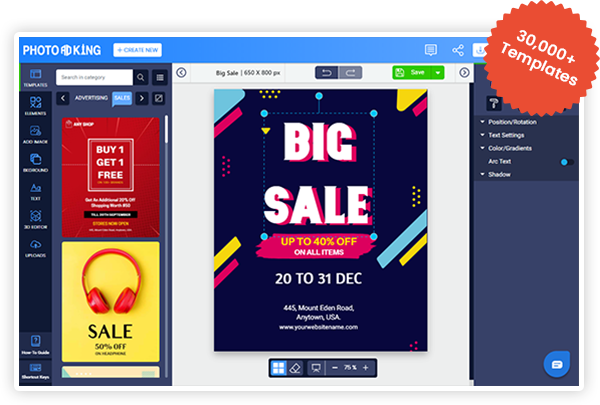 30,000+
Templates
PHOTO ADKING
+ CREATE NEW
TEMPLATES
ELEMENTS
ADD IMAGE
BKGROUND
Aa
TEXT
3D EDITOR
UPLOADS
How-To Guide
Shortcut Keys
Search in category
ADVERTISING
SALES
ANY SHOP
BUY 1
GET 1
FREE
Get An Additional 20% Off
Shopping Worth $50
TILL 30TH SEPTEMBER
STORES NOW OPEN
SALE
50% OFF
ON HEADPHONE
Big Sale | 650 X 800 px
Save
BIG
SALE
UP TO 40% OFF
ON ALL ITEMS
20 TO 31 DEC
445, Mount Eden Road,
Anytown, USA.
www.yourwebsitename.com
75 %
Position/Rotation
Text Settings
Color/Gradients
Arc Text
Shadow